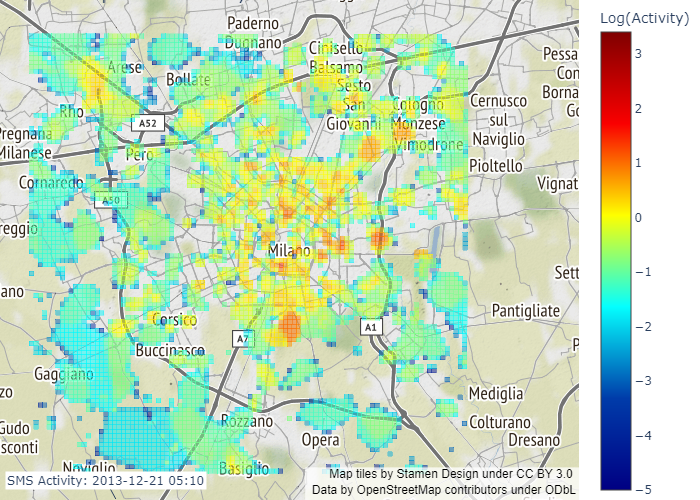 Log(Activity)
3
2
1
0
−1
−2
−3
−4
−5
Paderno
Dugnano
Cinisello
Balsamo
Pessa
Con
Borna
Go
Arese
Bollate
Sesto
San
Giovanni
Cologno
Monzese
Cernusco
sul
Naviglio
Rho
A52
Pregnana
Milanese
Pero
Vimodrone
Pioltello
Cornaredo
A50
Vignat
reggio
Milano
Sett
ano
Pantigliate
Corsico
A7
A1
P
Buccinasco
Gaggiano
zo
Mediglia
Gudo
sconti
Rozzano
Opera
Colturano
Dresano
Noviglio
Basiglio
SMS Activity: 2013-12-21 05:10
Map tiles by Stamen Design under CC BY 3.0
Data by OpenStreetMap contributors under ODbL